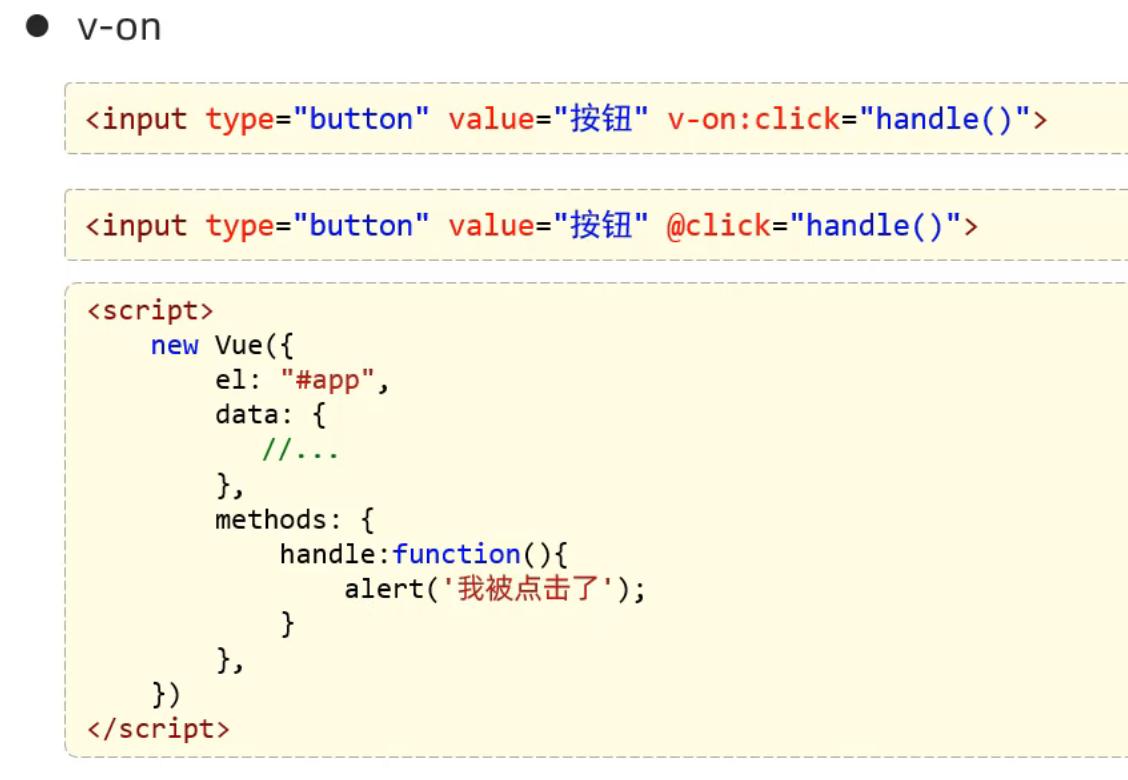 ● v-on
<input type="button" value="按钮" v-on:click="handle()">
<input type="button" value="按钮" @click="handle()">
<script>
    new Vue({
        el: "#app",
        data: {
           //...
        },
        methods: {
            handle:function(){
                alert('我被点击了');
            }
        },
    })
</script>